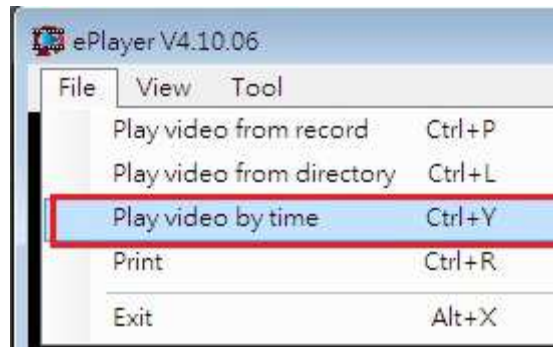 ePlayer V4.10.06
File View Tool
Play video from record Ctrl+P
Play video from directory Ctrl+L
Play video by time Ctrl+Y
Print Ctrl+R
Exit Alt+X